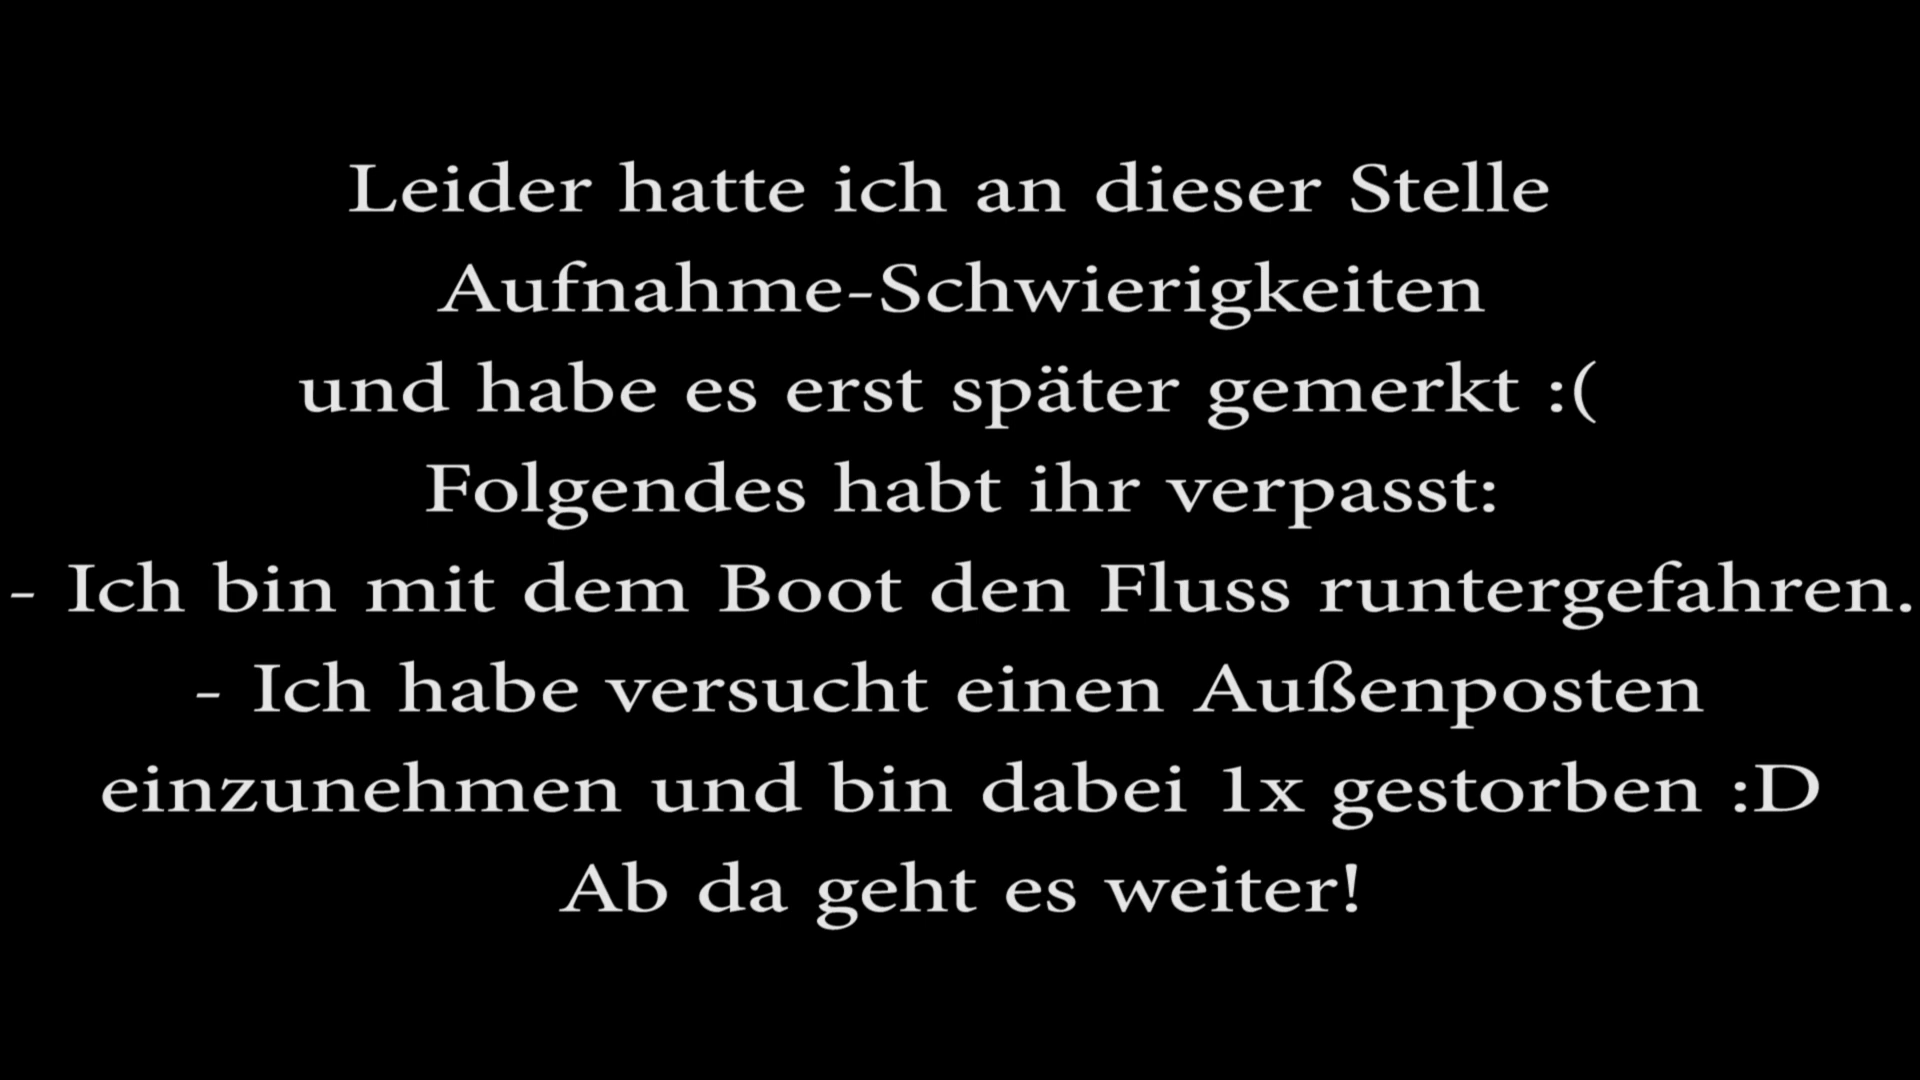 Leider hatte ich an dieser Stelle
Aufnahme-Schwierigkeiten
und habe es erst später gemerkt :(
Folgendes habt ihr verpasst:
- Ich bin mit dem Boot den Fluss runtergefahren.
- Ich habe versucht einen Außenposten
einzunehmen und bin dabei 1x gestorben :D
Ab da geht es weiter!